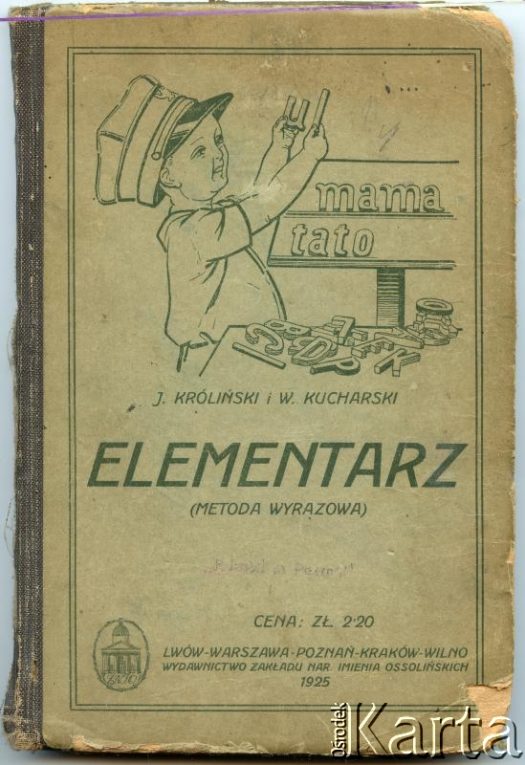 mama
tato
J. KRÓLIŃSKI i W. KUCHARSKI
ELEMENTARZ
(METODA WYRAZOWA)
CENA: ZŁ. 2·20
LWÓW-WARSZAWA-POZNAŃ-KRAKÓW-WILNO
WYDAWNICTWO ZAKŁADU NAR. IMIENIA OSSOLIŃSKICH
1925
Ośrodek
Karta